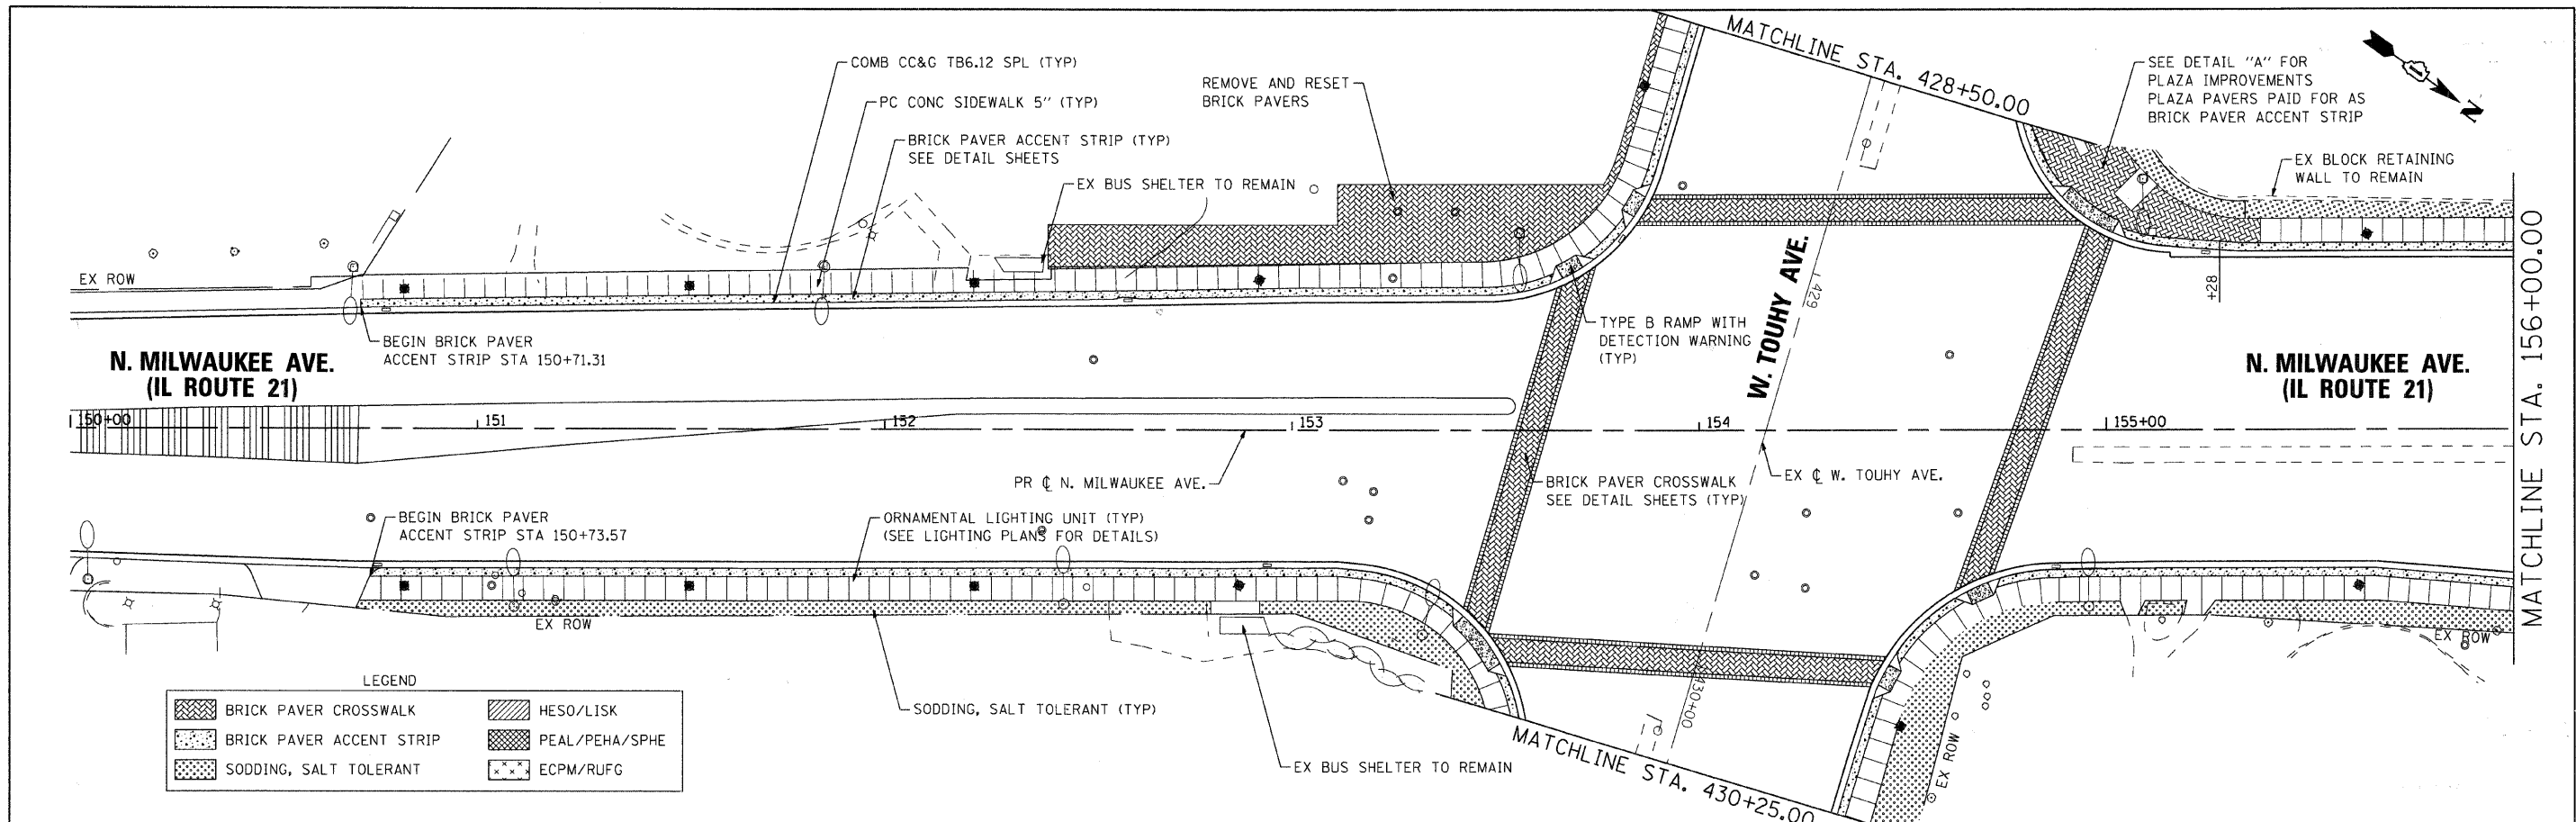 MATCHLINE STA. 428+50.00
COMB CC&G TB6.12 SPL (TYP)
PC CONC SIDEWALK 5" (TYP)
BRICK PAVER ACCENT STRIP (TYP)
SEE DETAIL SHEETS
EX BUS SHELTER TO REMAIN
REMOVE AND RESET
BRICK PAVERS
SEE DETAIL "A" FOR
PLAZA IMPROVEMENTS
PLAZA PAVERS PAID FOR AS
BRICK PAVER ACCENT STRIP
N
EX BLOCK RETAINING
WALL TO REMAIN
EX ROW
BEGIN BRICK PAVER
ACCENT STRIP STA 150+71.31
N. MILWAUKEE AVE.
(IL ROUTE 21)
TYPE B RAMP WITH
DETECTION WARNING
(TYP)
W. TOUHY AVE.
429
+28
N. MILWAUKEE AVE.
(IL ROUTE 21)
MATCHLINE STA. 156+00.00
150+00
151
152
153
154
155+00
PR ℄ N. MILWAUKEE AVE.
BRICK PAVER CROSSWALK
SEE DETAIL SHEETS (TYP)
EX ℄ W. TOUHY AVE.
BEGIN BRICK PAVER
ACCENT STRIP STA 150+73.57
ORNAMENTAL LIGHTING UNIT (TYP)
(SEE LIGHTING PLANS FOR DETAILS)
EX ROW
EX ROW
430+00
EX ROW
SODDING, SALT TOLERANT (TYP)
EX BUS SHELTER TO REMAIN
MATCHLINE STA. 430+25.00
LEGEND
BRICK PAVER CROSSWALK
HESO/LISK
BRICK PAVER ACCENT STRIP
PEAL/PEHA/SPHE
SODDING, SALT TOLERANT
ECPM/RUFG